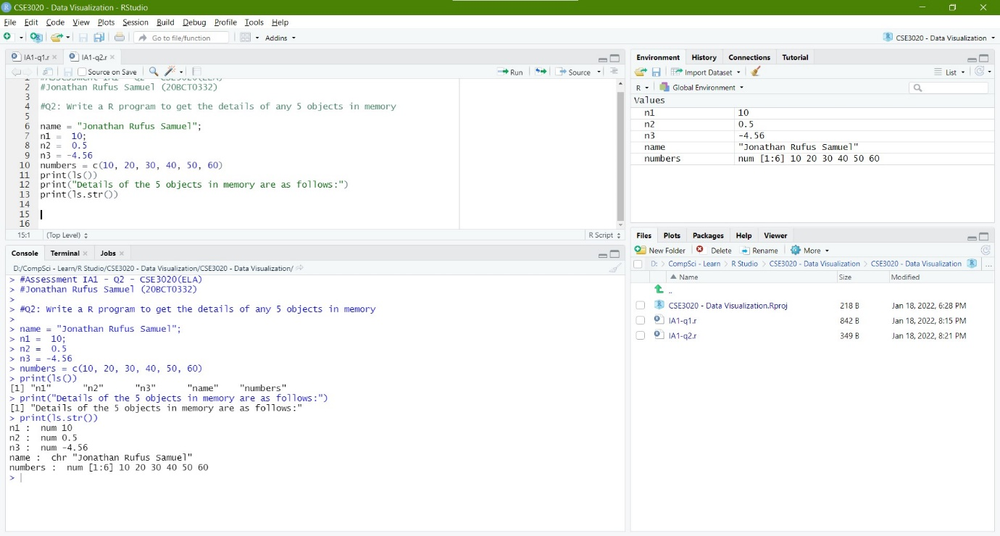 CSE3020 - Data Visualization - RStudio
File Edit Code View Plots Session Build Debug Profile Tools Help
Go to file/function Addins CSE3020 - Data Visualization
IA1-q1.r IA1-q2.r
Source on Save Run Source
1
2 #Jonathan Rufus Samuel (20BCT0332)
3
4 #Q2: Write a R program to get the details of any 5 objects in memory
5
6 name = "Jonathan Rufus Samuel";
7 n1 = 10;
8 n2 = 0.5
9 n3 = -4.56
10 numbers = c(10, 20, 30, 40, 50, 60)
11 print(ls())
12 print("Details of the 5 objects in memory are as follows:")
13 print(ls.str())
14
15
16
15:1 (Top Level) R Script
Console Terminal Jobs
D:/CompSci - Learn/R Studio/CSE3020 - Data Visualization/CSE3020 - Data Visualization/
> #Assessment IA1 - Q2 - CSE3020(ELA)
> #Jonathan Rufus Samuel (20BCT0332)
>
> #Q2: Write a R program to get the details of any 5 objects in memory
>
> name = "Jonathan Rufus Samuel";
> n1 = 10;
> n2 = 0.5
> n3 = -4.56
> numbers = c(10, 20, 30, 40, 50, 60)
> print(ls())
[1] "n1" "n2" "n3" "name" "numbers"
> print("Details of the 5 objects in memory are as follows:")
[1] "Details of the 5 objects in memory are as follows:"
> print(ls.str())
n1 : num 10
n2 : num 0.5
n3 : num -4.56
name : chr "Jonathan Rufus Samuel"
numbers : num [1:6] 10 20 30 40 50 60
>
Environment History Connections Tutorial
Import Dataset List
R Global Environment
Values
n1 10
n2 0.5
n3 -4.56
name "Jonathan Rufus Samuel"
numbers num [1:6] 10 20 30 40 50 60
Files Plots Packages Help Viewer
New Folder Delete Rename More
D: > CompSci - Learn > R Studio > CSE3020 - Data Visualization > CSE3020 - Data Visualization ...
Name Size Modified
..
CSE3020 - Data Visualization.Rproj 218 B Jan 18, 2022, 6:28 PM
IA1-q1.r 842 B Jan 18, 2022, 8:15 PM
IA1-q2.r 349 B Jan 18, 2022, 8:21 PM